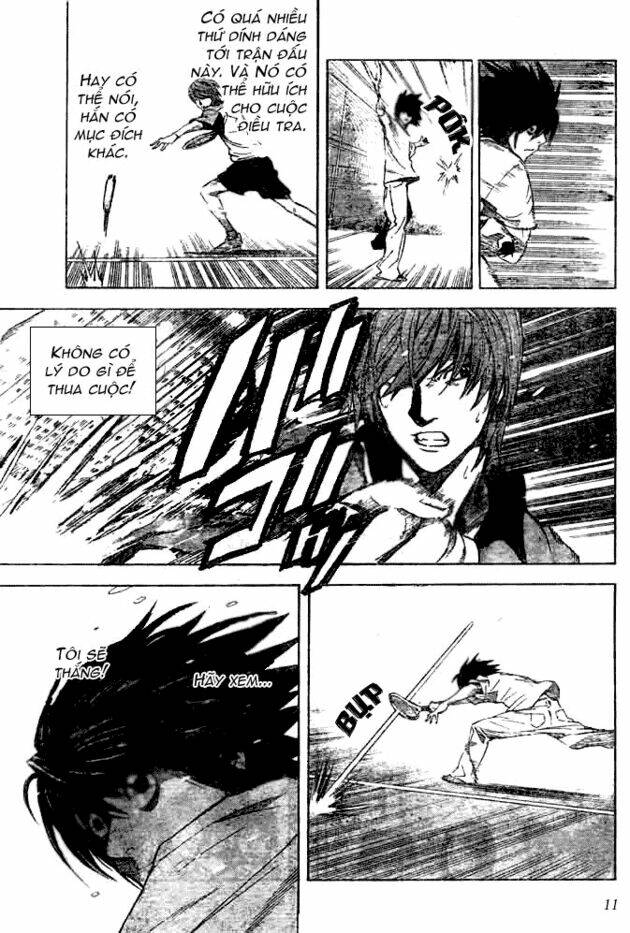 PÔK
CÓ QUÁ NHIỀU
THỨ DÍNH DÁNG
TỚI TRẬN ĐẤU
NÀY. VÀ NÓ CÓ
THỂ HỮU ÍCH
CHO CUỘC
ĐIỀU TRA.
HAY CÓ
THỂ NÓI,
HẮN CÓ
MỤC ĐÍCH
KHÁC.
KHÔNG CÓ
LÝ DO GÌ ĐỂ
THUA CUỘC!
BỤP
HÃY XEM...
TÔI SẼ
THẮNG!
11